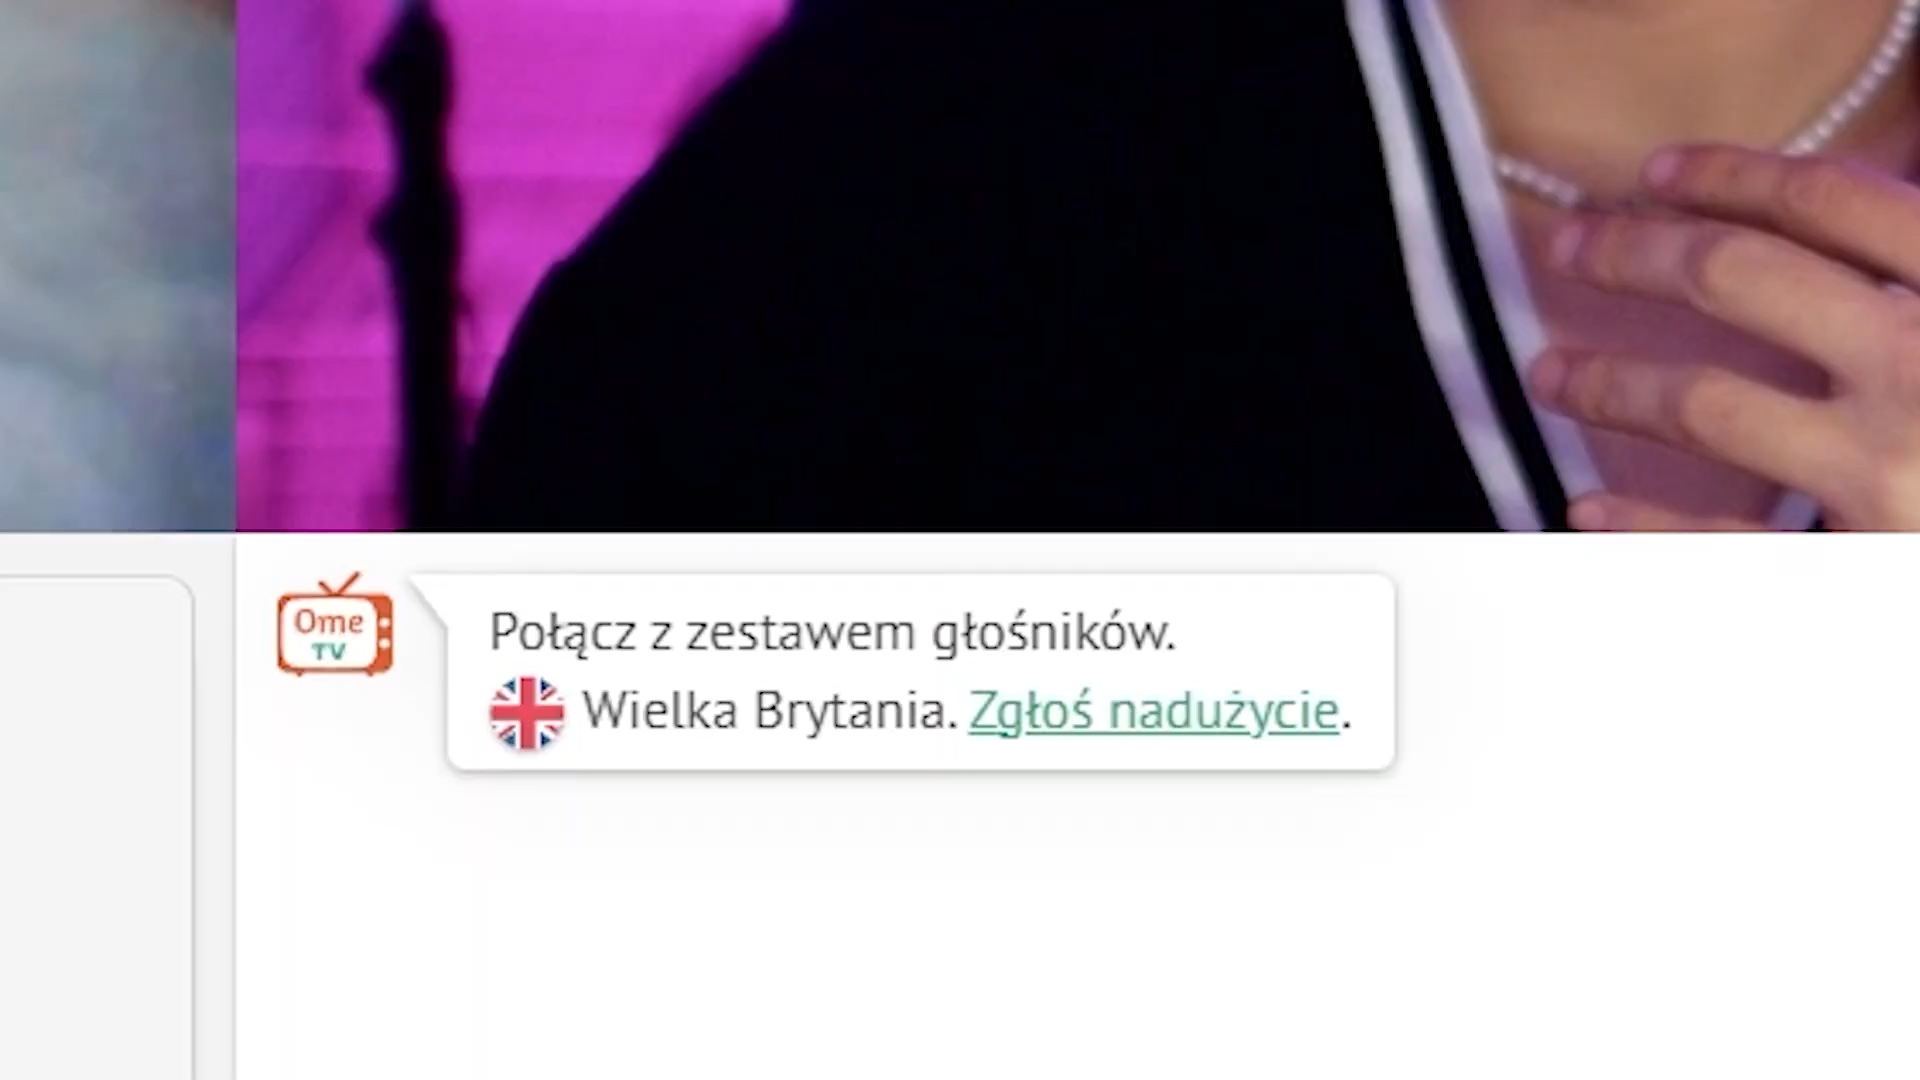 Ome
TV
Połącz z zestawem głośników.
Wielka Brytania. Zgłoś nadużycie.